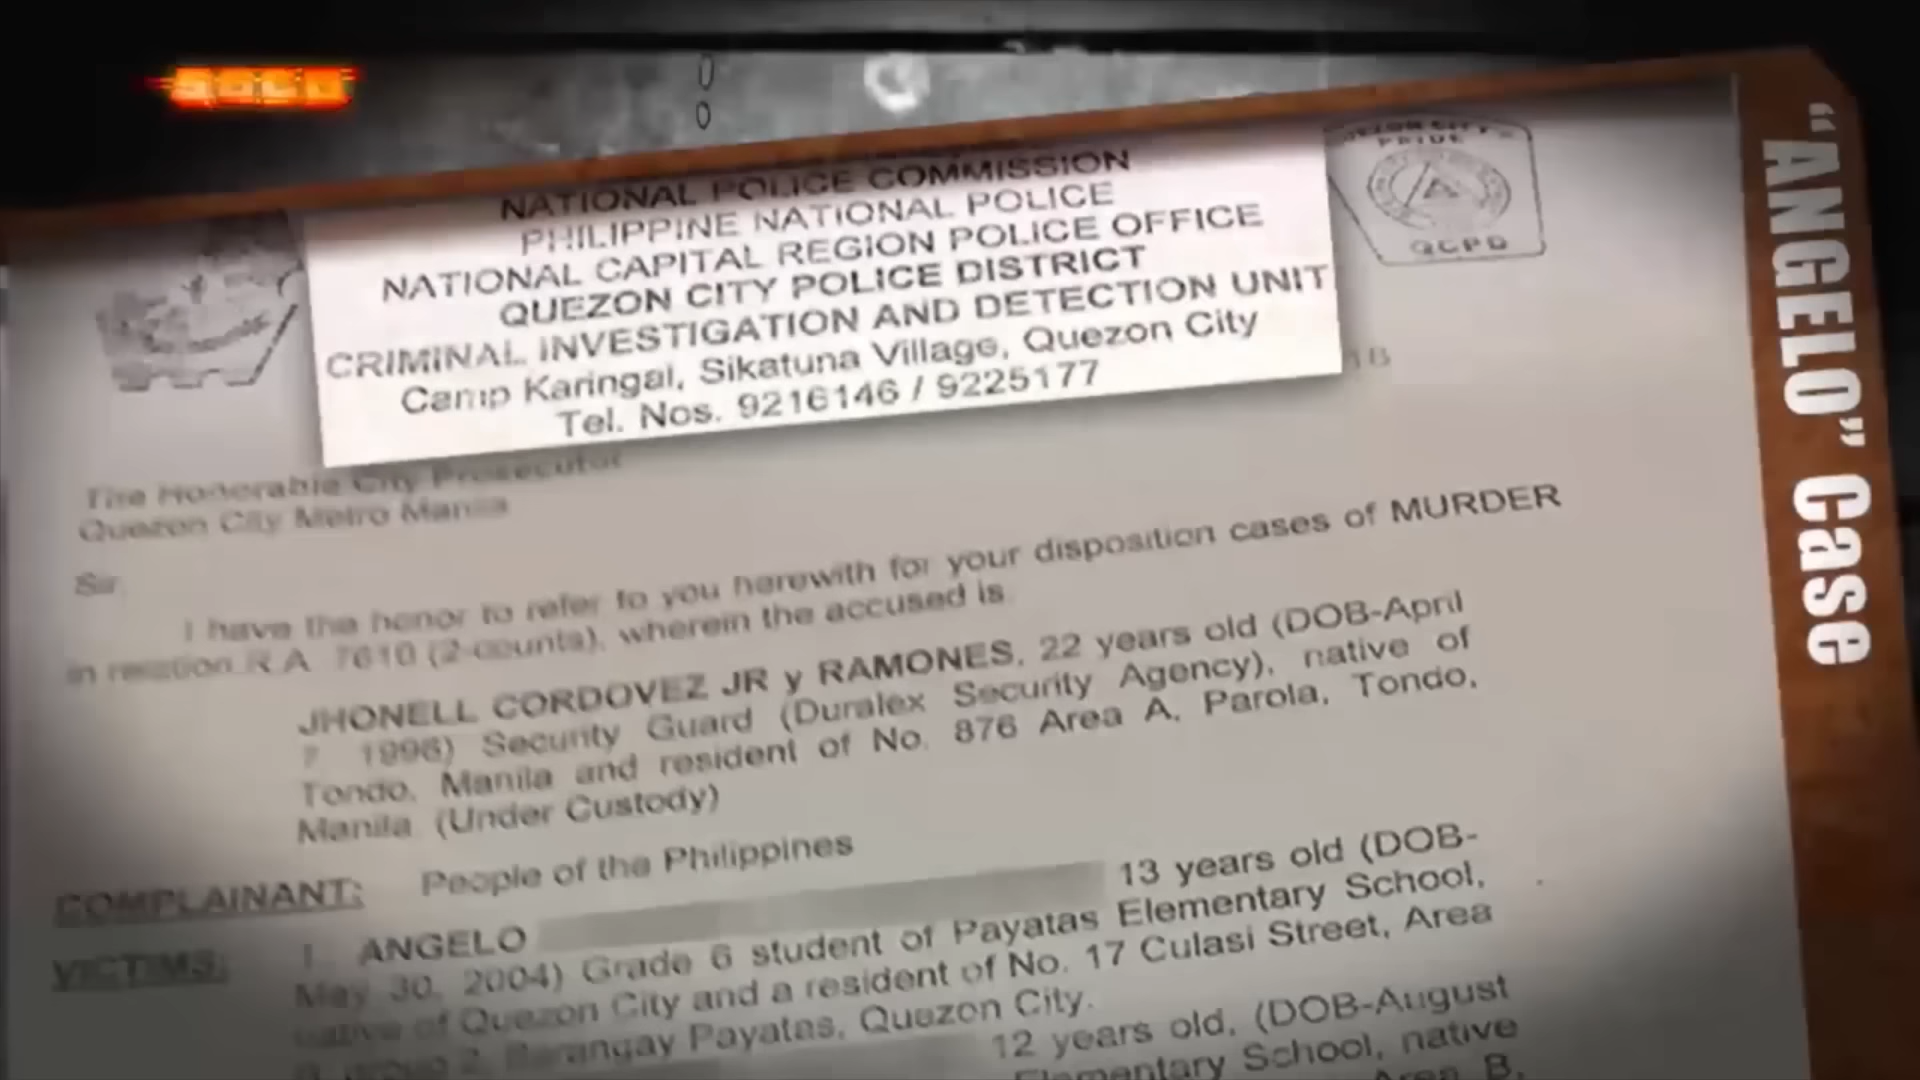 SOCO
NATIONAL POLICE COMMISSION
PHILIPPINE NATIONAL POLICE
NATIONAL CAPITAL REGION POLICE OFFICE
QUEZON CITY POLICE DISTRICT
CRIMINAL INVESTIGATION AND DETECTION UNIT
Camp Karingal, Sikatuna Village, Quezon City
Tel. Nos. 9216146 / 9225177
PRIDE
QCPD
The Honorable City Prosecutor
Quezon City Metro Manila
Sir
I have the honor to refer to you herewith for your disposition cases of MURDER
in relation R.A. 7610 (2-counts), wherein the accused is
JHONELL CORDOVEZ JR y RAMONES, 22 years old (DOB-April
Security Guard (Duralex Security Agency), native of
Tondo, Manila and resident of No. 876 Area A, Parola, Tondo,
Manila. (Under Custody)
COMPLAINANT: People of the Philippines
VICTIMS: 1. ANGELO 13 years old (DOB-
May 30, 2004) Grade 6 student of Payatas Elementary School,
native of Quezon City and a resident of No. 17 Culasi Street, Area
group 2, Barangay Payatas, Quezon City.
12 years old, (DOB-August
Elementary School, native
Area B,
"ANGELO" Case